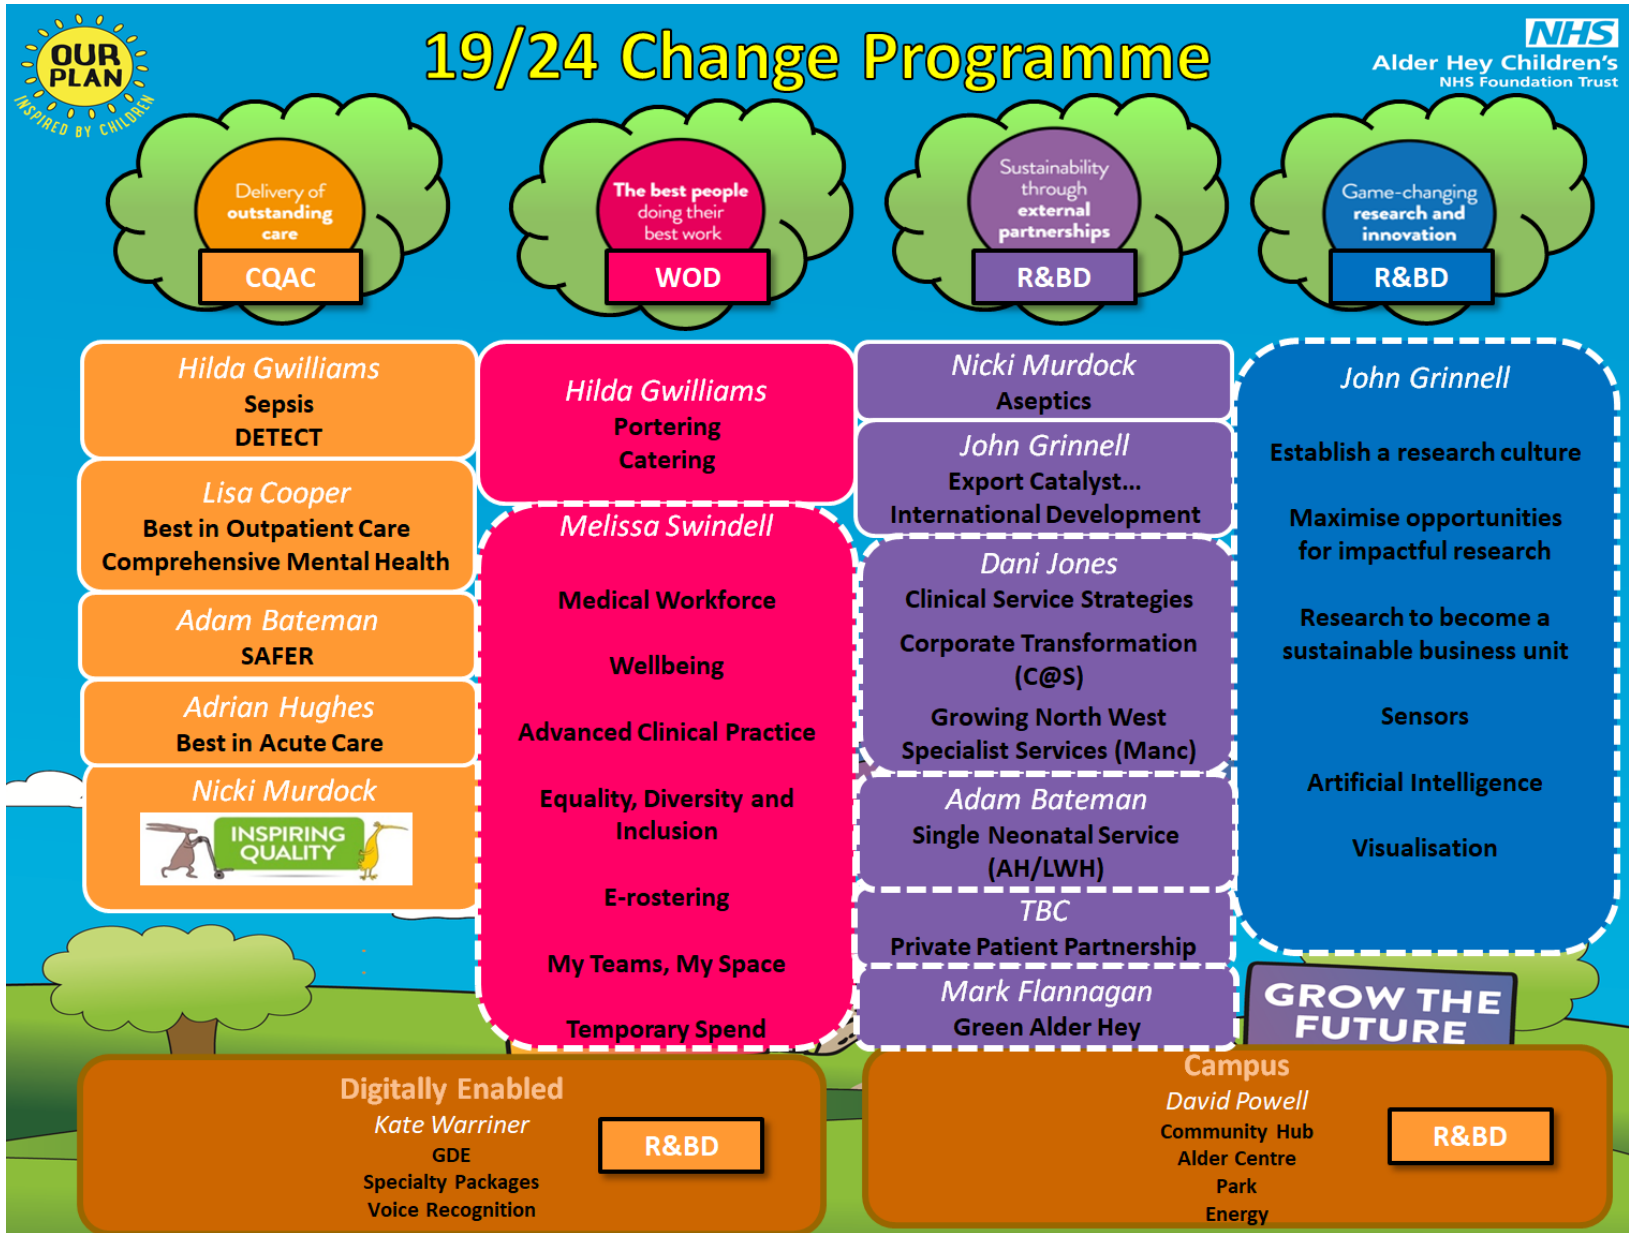 OUR
PLAN
INSPIRED BY CHILDREN
19/24 Change Programme
NHS
Alder Hey Children's
NHS Foundation Trust
Delivery of
outstanding
care
CQAC
The best people
doing their
best work
WOD
Sustainability
through
external
partnerships
R&BD
Game-changing
research and
innovation
R&BD
Hilda Gwilliams
Sepsis
DETECT
Lisa Cooper
Best in Outpatient Care
Comprehensive Mental Health
Adam Bateman
SAFER
Adrian Hughes
Best in Acute Care
Nicki Murdock
INSPIRING
QUALITY
Hilda Gwilliams
Portering
Catering
Melissa Swindell
Medical Workforce
Wellbeing
Advanced Clinical Practice
Equality, Diversity and
Inclusion
E-rostering
My Teams, My Space
Temporary Spend
Nicki Murdock
Aseptics
John Grinnell
Export Catalyst...
International Development
Dani Jones
Clinical Service Strategies
Corporate Transformation
(C@S)
Growing North West
Specialist Services (Manc)
Adam Bateman
Single Neonatal Service
(AH/LWH)
TBC
Private Patient Partnership
Mark Flannagan
Green Alder Hey
John Grinnell
Establish a research culture
Maximise opportunities
for impactful research
Research to become a
sustainable business unit
Sensors
Artificial Intelligence
Visualisation
GROW THE
FUTURE
Digitally Enabled
Kate Warriner
GDE
Specialty Packages
Voice Recognition
R&BD
Campus
David Powell
Community Hub
Alder Centre
Park
Energy
R&BD